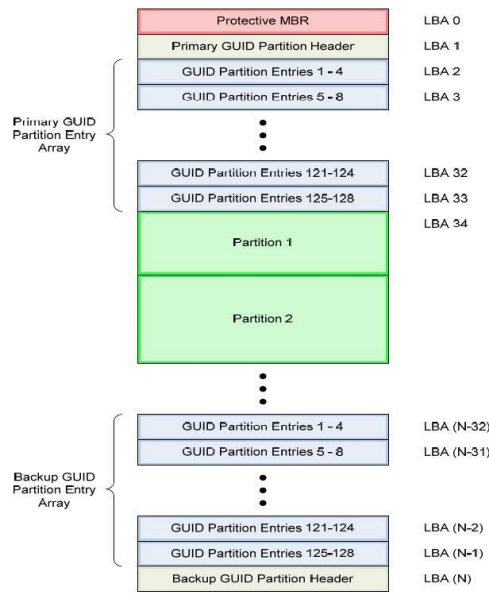 Protective MBR LBA 0
Primary GUID Partition Header LBA 1
GUID Partition Entries 1 - 4 LBA 2
GUID Partition Entries 5 - 8 LBA 3
Primary GUID
Partition Entry
Array
GUID Partition Entries 121-124 LBA 32
GUID Partition Entries 125-128 LBA 33
LBA 34
Partition 1
Partition 2
GUID Partition Entries 1 - 4 LBA (N-32)
GUID Partition Entries 5 - 8 LBA (N-31)
Backup GUID
Partition Entry
Array
GUID Partition Entries 121-124 LBA (N-2)
GUID Partition Entries 125-128 LBA (N-1)
Backup GUID Partition Header LBA (N)